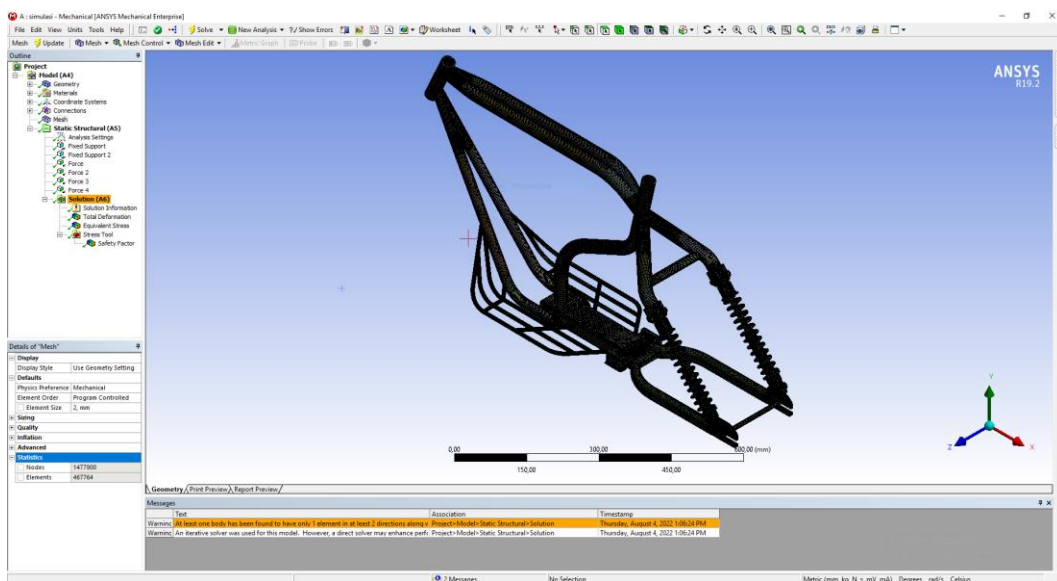 A : simulasi - Mechanical [ANSYS Mechanical Enterprise]
File Edit View Units Tools Help Solve New Analysis ?/ Show Errors Worksheet
Mesh Update Mesh Mesh Control Mesh Edit Metric Graph Probe
Outline
Project
Model (A4)
Geometry
Materials
Coordinate Systems
Connections
Mesh
Static Structural (A5)
Analysis Settings
Fixed Support
Fixed Support 2
Force
Force 2
Force 3
Force 4
Solution (A6)
Solution Information
Total Deformation
Equivalent Stress
Stress Tool
Safety Factor
ANSYS
R19.2
Details of "Mesh"
Display
Display Style Use Geometry Setting
Defaults
Physics Preference Mechanical
Element Order Program Controlled
Element Size 2, mm
Sizing
Quality
Inflation
Advanced
Statistics
Nodes 1477900
Elements 467764
Y
Z
X
0,00 300,00 600,00 (mm)
150,00 450,00
Geometry Print Preview Report Preview
Messages
Text Association Timestamp
Warning At least one body has been found to have only 1 element in at least 2 directions along v Project>Model>Static Structural>Solution Thursday, August 4, 2022 1:06:24 PM
Warning An iterative solver was used for this model. However, a direct solver may enhance perf Project>Model>Static Structural>Solution Thursday, August 4, 2022 1:06:24 PM
2 Messages No Selection Metric (mm, kg, N, s, mV, mA) Degrees rad/s Celsius